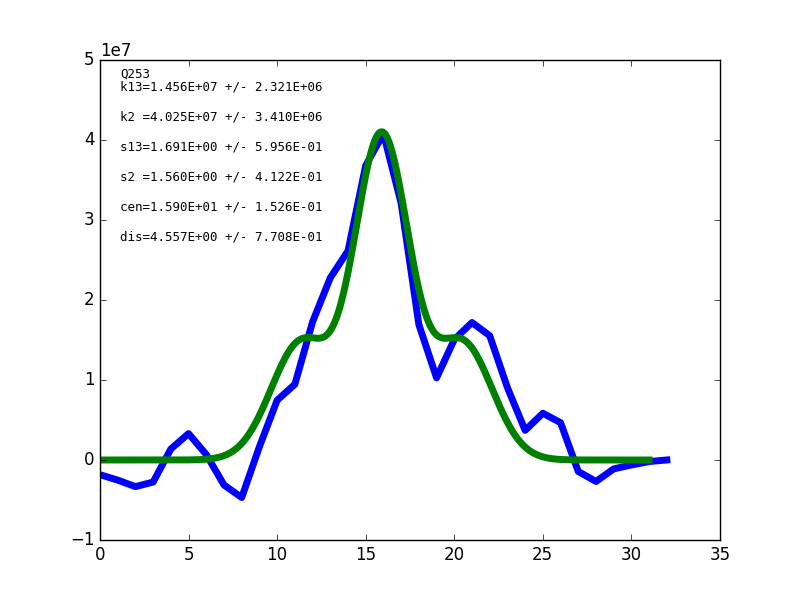 1e7
Q253
k13=1.456E+07 +/- 2.321E+06
k2 =4.025E+07 +/- 3.410E+06
s13=1.691E+00 +/- 5.956E-01
s2 =1.560E+00 +/- 4.122E-01
cen=1.590E+01 +/- 1.526E-01
dis=4.557E+00 +/- 7.708E-01
5
4
3
2
1
0
−1
0 5 10 15 20 25 30 35